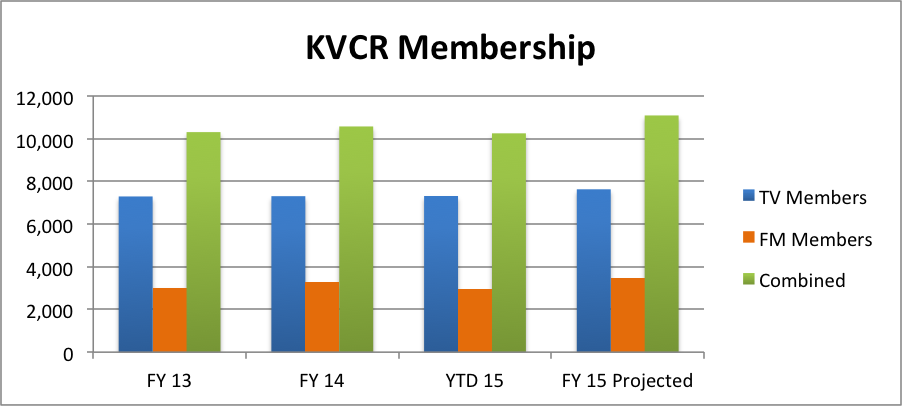 KVCR Membership
12,000
10,000
8,000
6,000
4,000
2,000
0
FY 13
FY 14
YTD 15
FY 15 Projected
TV Members
FM Members
Combined